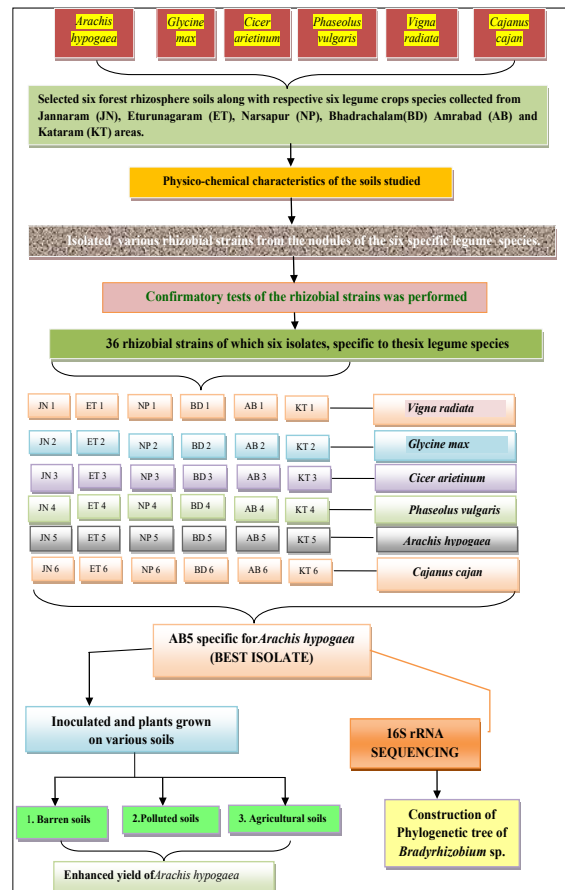 Arachis hypogaea
Glycine max
Cicer arietinum
Phaseolus vulgaris
Vigna radiata
Cajanus cajan
Selected six forest rhizosphere soils along with respective six legume crops species collected from
Jannaram (JN), Eturunagaram (ET), Narsapur (NP), Bhadrachalam(BD) Amrabad (AB) and
Kataram (KT) areas.
Physico-chemical characteristics of the soils studied
Isolated various rhizobial strains from the nodules of the six specific legume species.
Confirmatory tests of the rhizobial strains was performed
36 rhizobial strains of which six isolates, specific to thesix legume species
JN 1 ET 1 NP 1 BD 1 AB 1 KT 1 Vigna radiata
JN 2 ET 2 NP 2 BD 2 AB 2 KT 2 Glycine max
JN 3 ET 3 NP 3 BD 3 AB 3 KT 3 Cicer arietinum
JN 4 ET 4 NP 4 BD 4 AB 4 KT 4 Phaseolus vulgaris
JN 5 ET 5 NP 5 BD 5 AB 5 KT 5 Arachis hypogaea
JN 6 ET 6 NP 6 BD 6 AB 6 KT 6 Cajanus cajan
AB5 specific forArachis hypogaea
(BEST ISOLATE)
Inoculated and plants grown
on various soils
16S rRNA
SEQUENCING
1. Barren soils
2.Polluted soils
3. Agricultural soils
Construction of
Phylogenetic tree of
Bradyrhizobium sp.
Enhanced yield ofArachis hypogaea